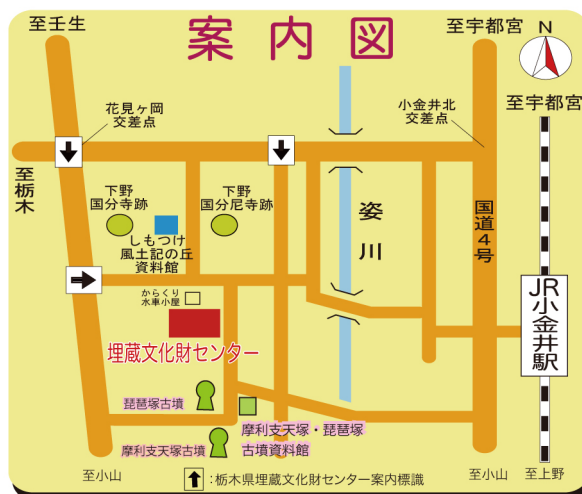 案内図
至壬生
至宇都宮
N
花見ヶ岡
交差点
小金井北
交差点
至宇都宮
至栃木
下野
国分寺跡
下野
国分尼寺跡
姿川
国道4号
しもつけ
風土記の丘
資料館
からくり
水車小屋
JR小金井駅
埋蔵文化財センター
琵琶塚古墳
摩利支天塚・琵琶塚
古墳資料館
摩利支天塚古墳
至小山
:栃木県埋蔵文化財センター案内標識
至小山
至上野